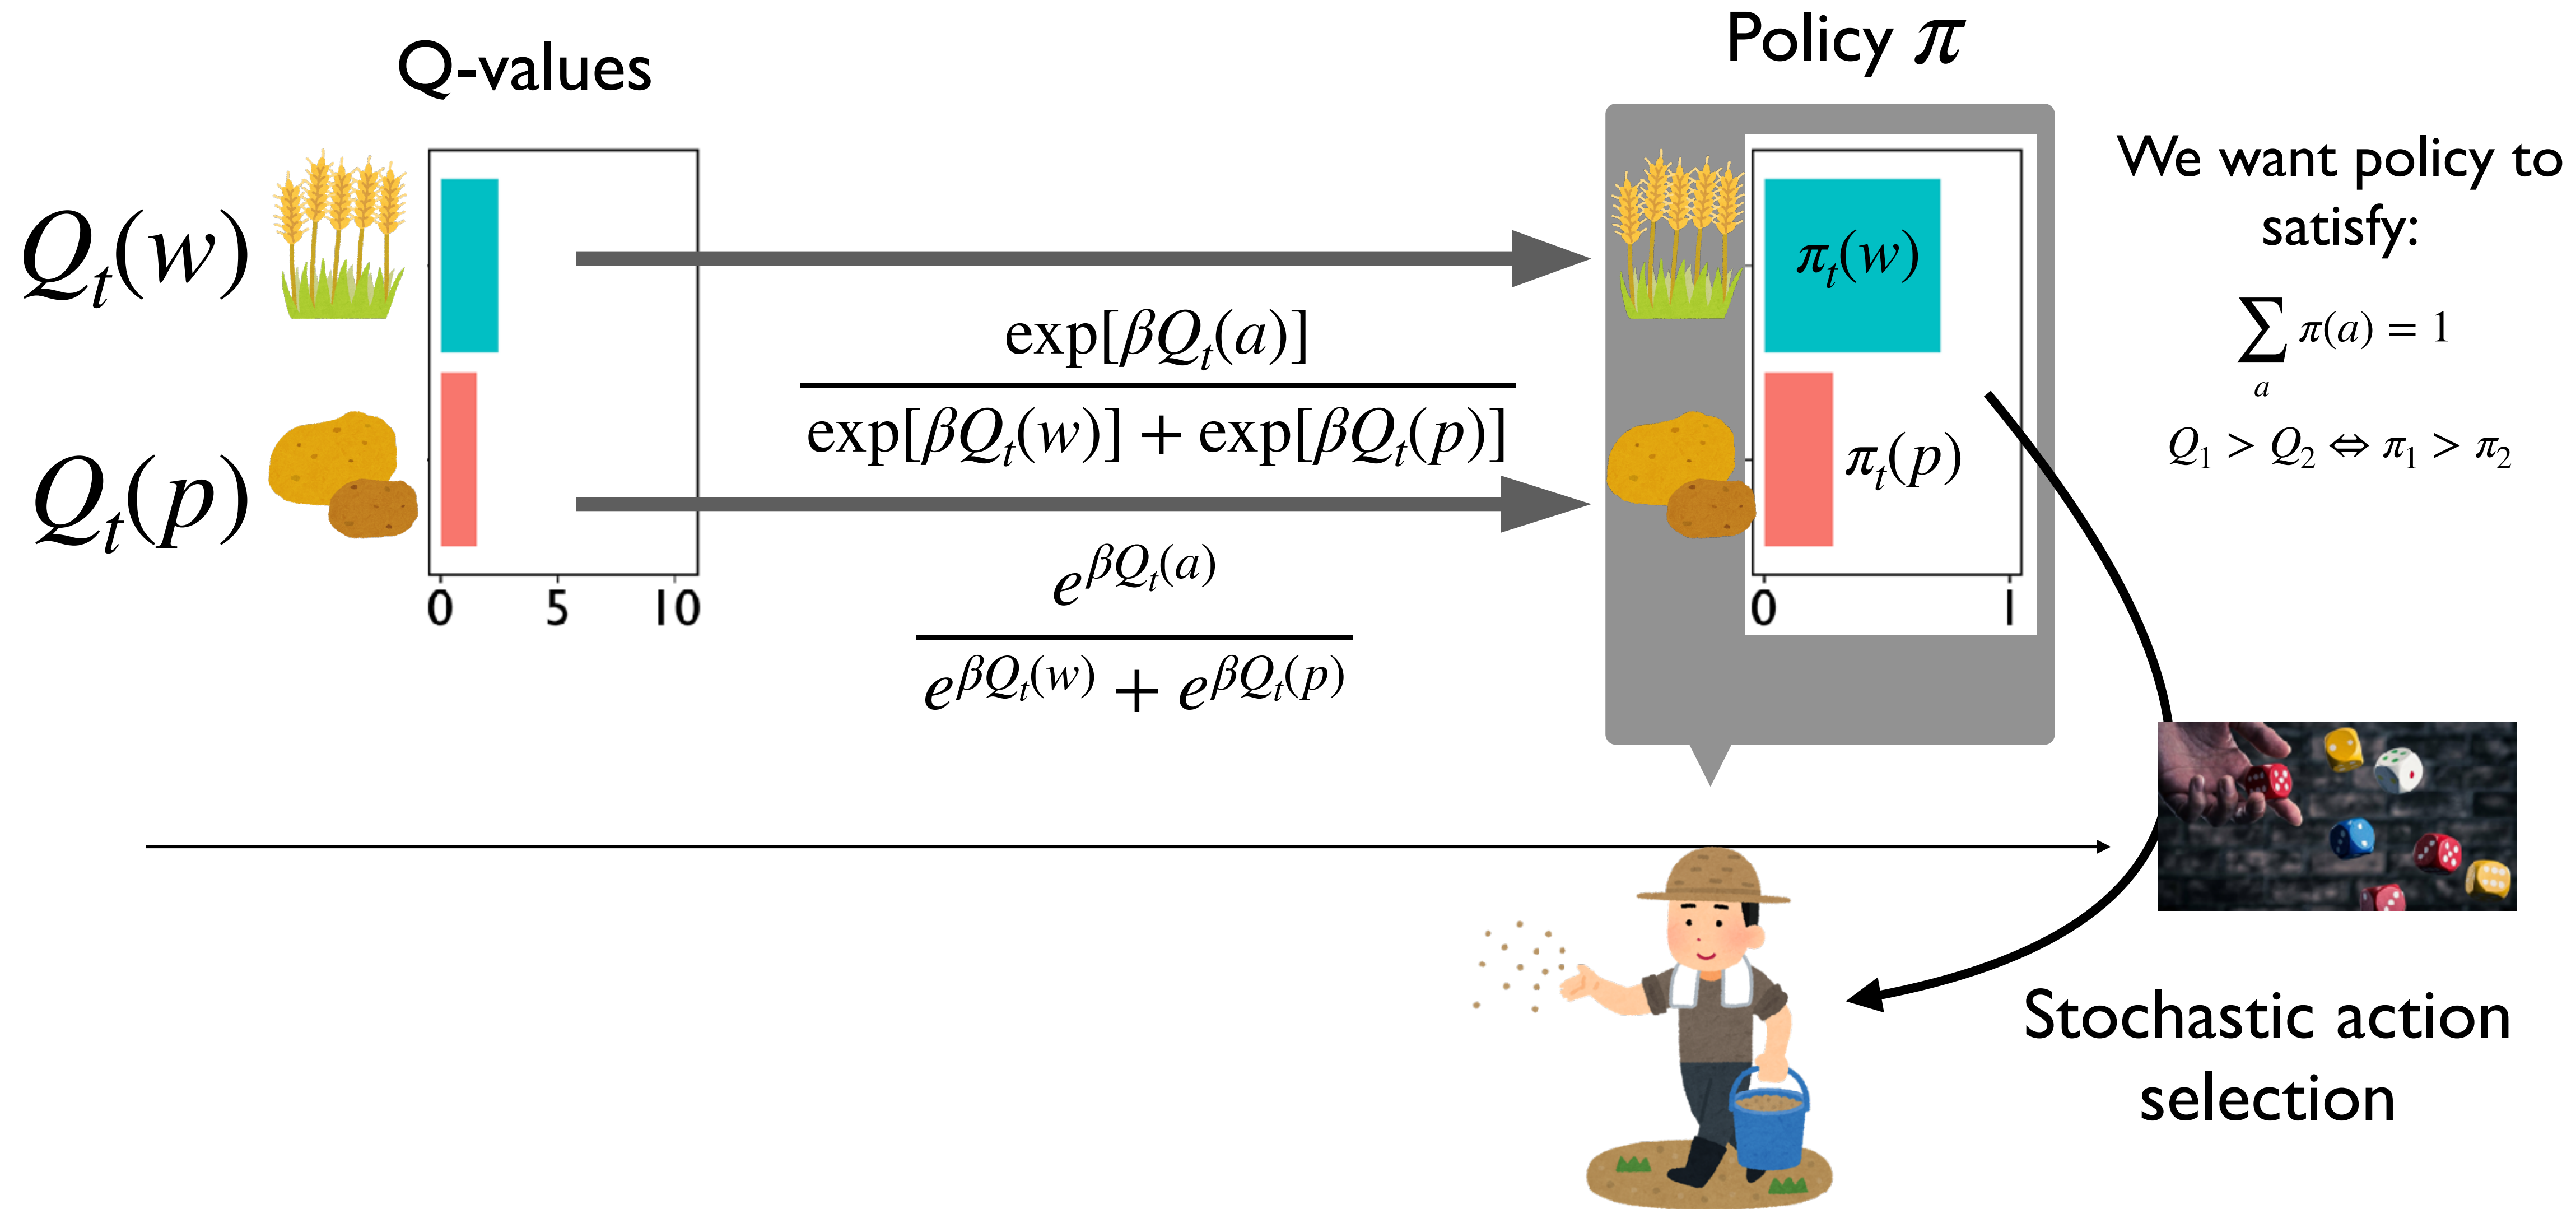 Q-values
Policy π
Q_t(w)
Q_t(p)
0 5 10
exp[βQ_t(a)]
exp[βQ_t(w)] + exp[βQ_t(p)]
e^{βQ_t(a)}
e^{βQ_t(w)} + e^{βQ_t(p)}
π_t(w)
π_t(p)
0 1
We want policy to
satisfy:
∑_a π(a) = 1
Q_1 > Q_2 ⇔ π_1 > π_2
Stochastic action
selection